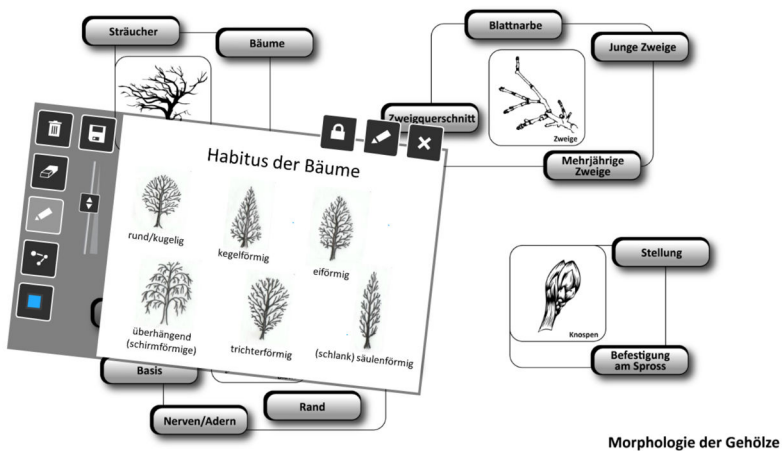 Sträucher
Bäume
Blattnarbe
Junge Zweige
Zweigquerschnitt
Zweige
Mehrjährige
Zweige
Habitus der Bäume
rund/kugelig
kegelförmig
eiförmig
überhängend
(schirmförmige)
trichterförmig
(schlank) säulenförmig
Stellung
Knospen
Befestigung
am Spross
Basis
Rand
Nerven/Adern
Morphologie der Gehölze